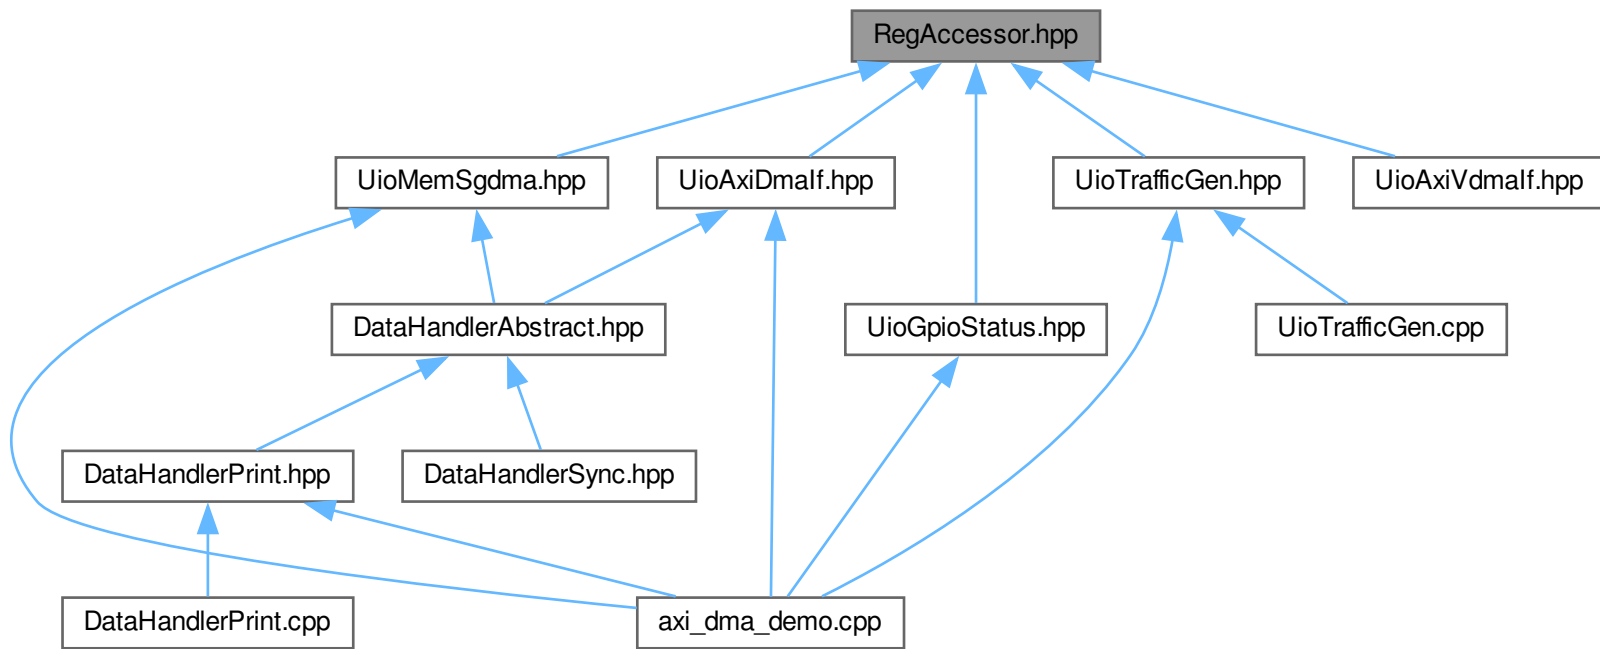 RegAccessor.hpp
UioMemSgdma.hpp
UioAxiDmaIf.hpp
UioTrafficGen.hpp
UioAxiVdmaIf.hpp
DataHandlerAbstract.hpp
UioGpioStatus.hpp
UioTrafficGen.cpp
DataHandlerPrint.hpp
DataHandlerSync.hpp
DataHandlerPrint.cpp
axi_dma_demo.cpp